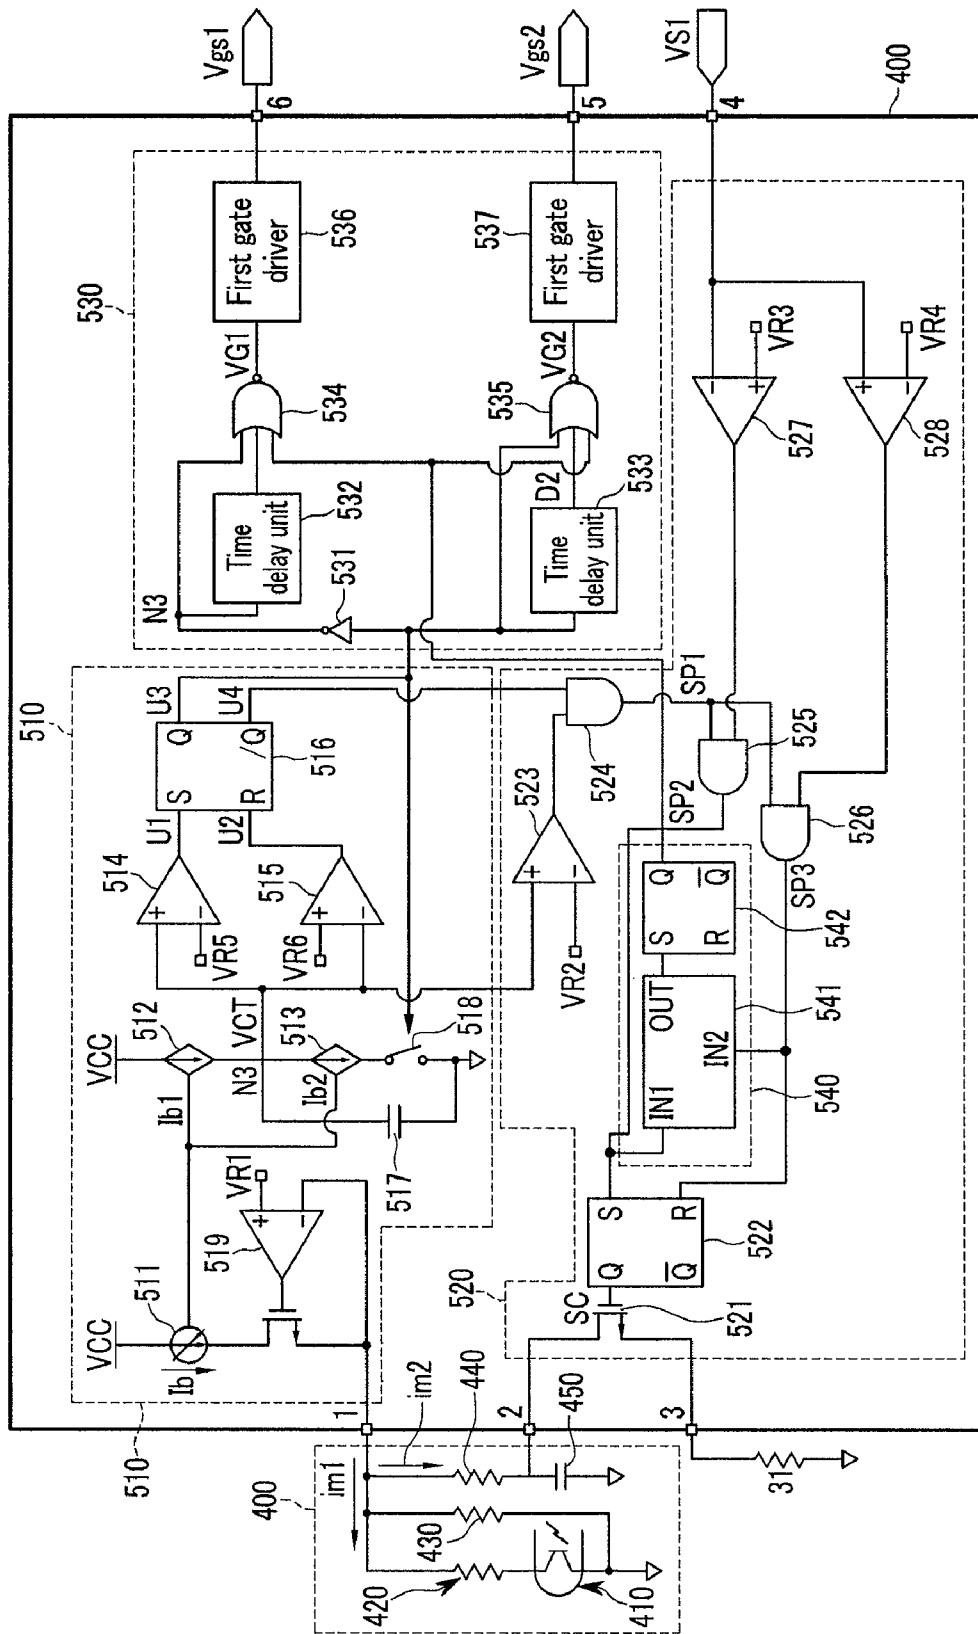 Vgs1
Vgs2
VS1
6
5
4
400
530
First gate
driver
536
First gate
driver
537
VG1
VG2
534
535
VR3
VR4
527
528
Time
delay unit
532
D2
Time
delay unit
533
N3
531
510
U3
U4
Q
Q
S
R
516
U1
U2
514
515
VR5
VR6
523
524
SP1
525
SP2
526
SP3
VR2
VCC
512
VCT
N3
513
518
Ib1
Ib2
517
VR1
519
VCC
511
Ib
Q
Q
S
R
542
OUT
541
IN1
IN2
540
S
R
Q
Q
522
520
SC
521
510
1
2
3
im1
im2
440
450
400
430
420
410
31